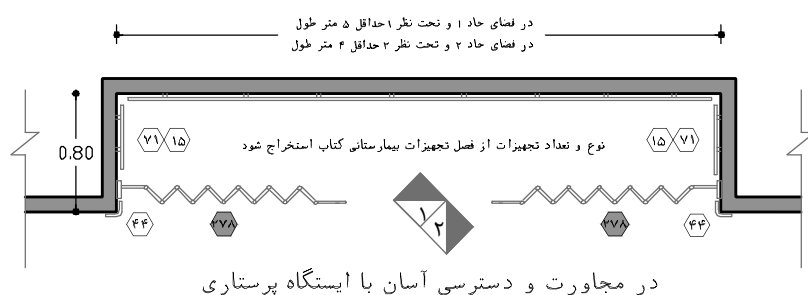 در فضای حاد ۱ و تحت نظر ۱ حداقل ۵ متر طول
در فضای حاد ۲ و تحت نظر ۲ حداقل ۴ متر طول
۷۱ ۱۵
۱۵ ۷۱
نوع و تعداد تجهیزات از فصل تجهیزات بیمارستانی کتاب استخراج شود
0.80
۱
۲
۴۴
۲۷۸
۲۷۸
۴۴
در مجاورت و دسترسی آسان با ایستگاه پرستاری